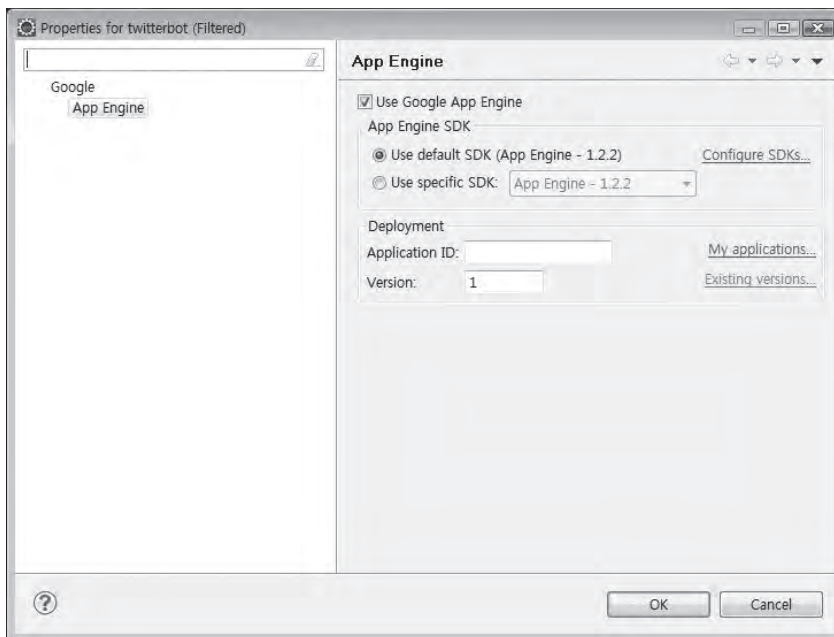 Properties for twitterbot (Filtered)
Google
App Engine
App Engine
Use Google App Engine
App Engine SDK
Use default SDK (App Engine - 1.2.2)
Configure SDKs...
Use specific SDK:
App Engine - 1.2.2
Deployment
Application ID:
My applications...
Version:
1
Existing versions...
?
OK
Cancel